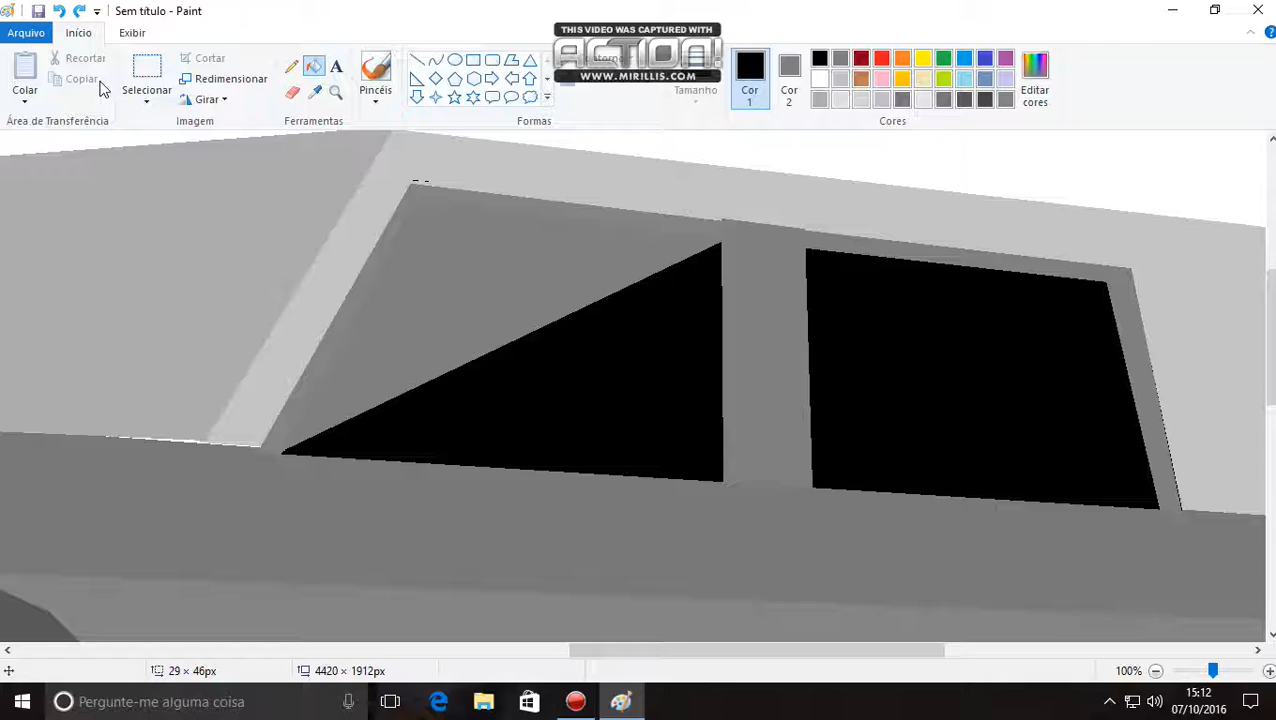 Sem título - Paint
THIS VIDEO WAS CAPTURED WITH
ACTION!
WWW.MIRILLIS.COM
Arquivo
Início
Exibir
Colar
Recortar
Copiar
Área de Transferência
Selecionar
Cortar
Redimensionar
Girar
Imagem
A
Ferramentas
Pincéis
Formas
Tamanho
Cor
1
Cor
2
Editar
cores
Cores
29 × 46px
4420 × 1912px
100%
Pergunte-me alguma coisa
15:12
07/10/2016